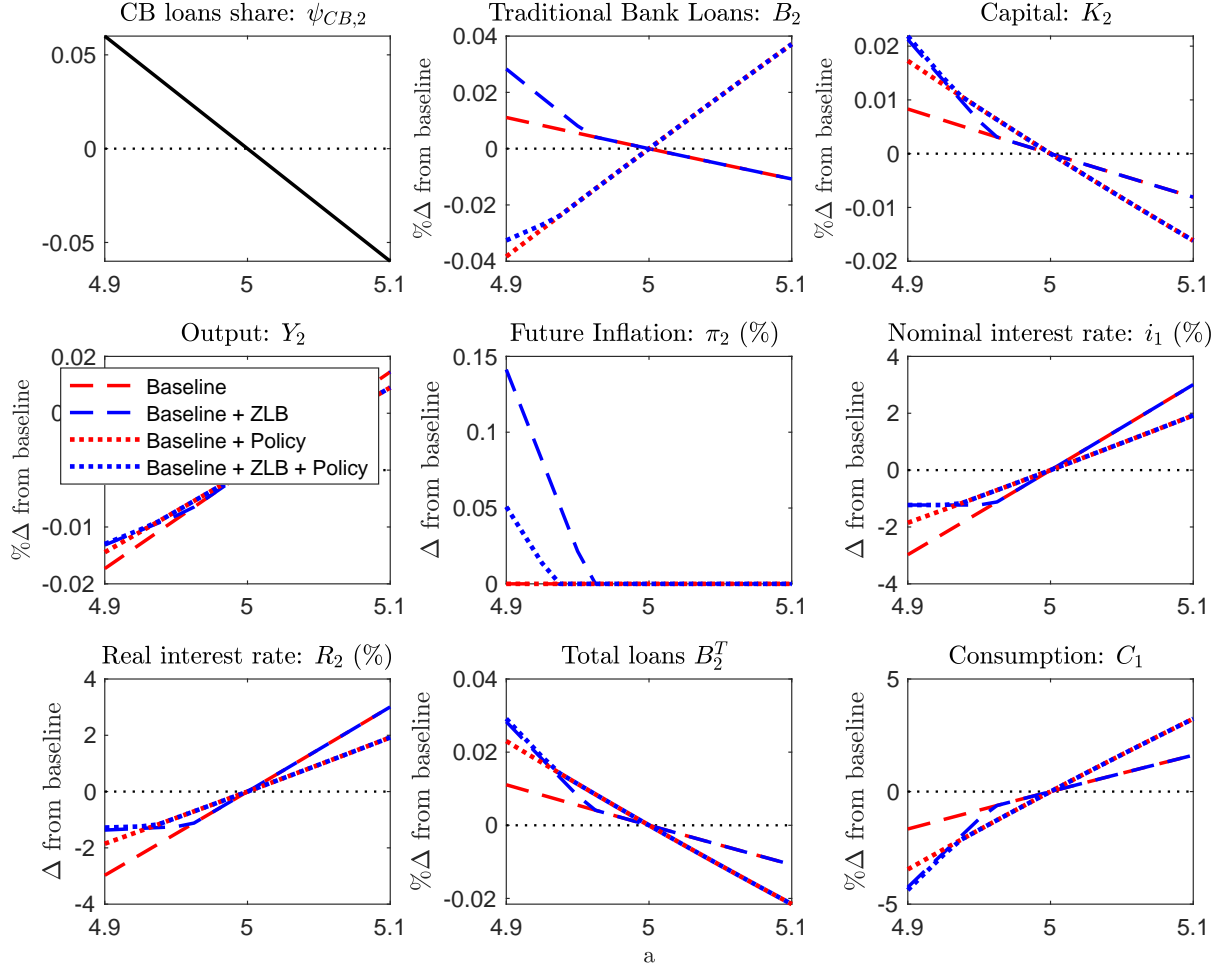 CB loans share: ψ_{CB,2}
0.05
0
-0.05
4.9 5 5.1
Traditional Bank Loans: B_2
%Δ from baseline
0.04
0.02
0
-0.02
-0.04
4.9 5 5.1
Capital: K_2
%Δ from baseline
0.02
0.01
0
-0.01
-0.02
4.9 5 5.1
Output: Y_2
%Δ from baseline
0.02
0
-0.01
-0.02
4.9 5 5.1
Baseline
Baseline + ZLB
Baseline + Policy
Baseline + ZLB + Policy
Future Inflation: π_2 (%)
Δ from baseline
0.15
0.1
0.05
0
4.9 5 5.1
Nominal interest rate: i_1 (%)
Δ from baseline
4
2
0
-2
-4
4.9 5 5.1
Real interest rate: R_2 (%)
Δ from baseline
4
2
0
-2
-4
4.9 5 5.1
Total loans B_2^T
%Δ from baseline
0.04
0.02
0
-0.02
4.9 5 5.1
a
Consumption: C_1
%Δ from baseline
5
0
-5
4.9 5 5.1